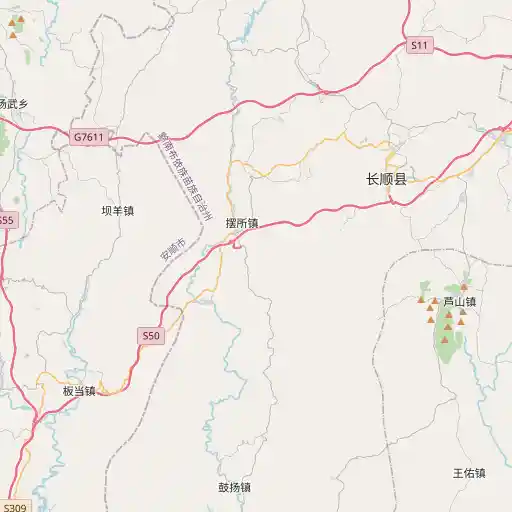 S11
杨武乡
G7611
黔南布依族苗族自治州
长顺县
坝羊镇
S55
摆所镇
安顺市
芦山镇
S50
板当镇
王佑镇
鼓扬镇
S309